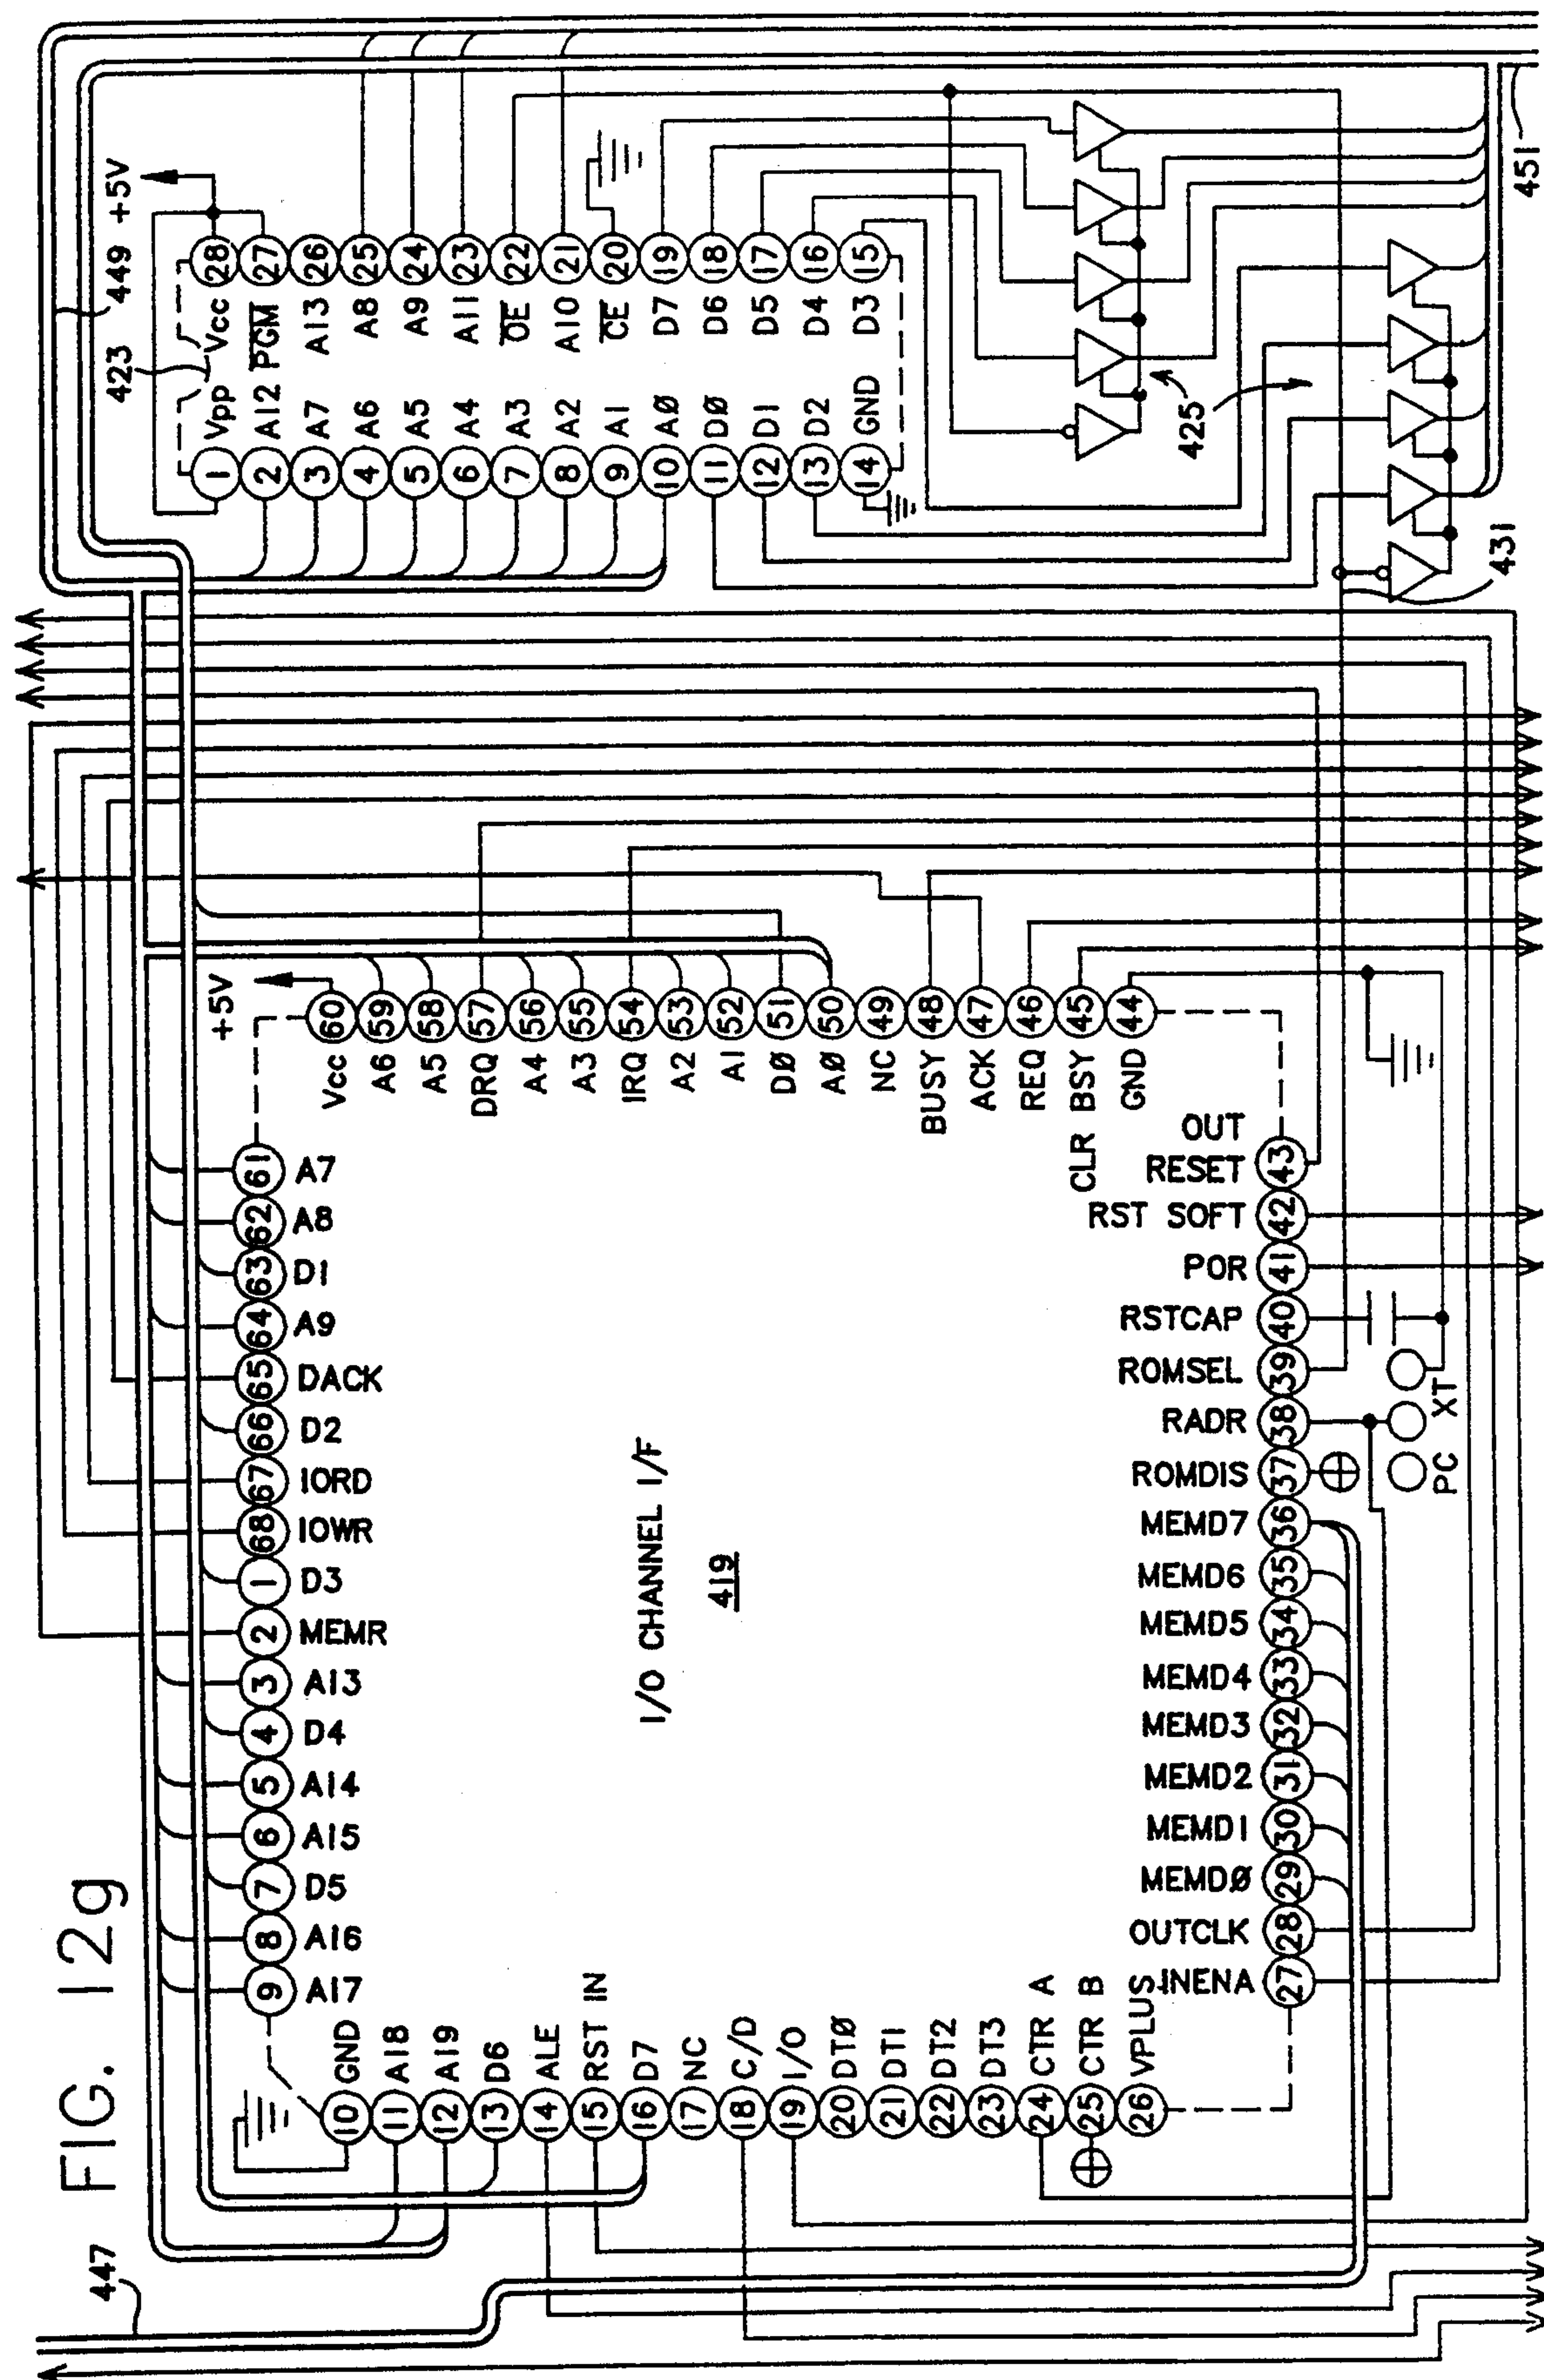 FIG. 12g
447
449
423
+5V
1 Vpp
2 A12
3 A7
4 A6
5 A5
6 A4
7 A3
8 A2
9 A1
10 AØ
11 DØ
12 D1
13 D2
14 GND
28 Vcc
27 PGM
26 A13
25 A8
24 A9
23 A11
22 OE
21 A10
20 CE
19 D7
18 D6
17 D5
16 D4
15 D3
425
431
451
+5V
60 Vcc
59 A6
58 A5
57 DRQ
56 A4
55 A3
54 IRQ
53 A2
52 A1
51 DØ
50 AØ
49 NC
48 BUSY
47 ACK
46 REQ
45 CLR BSY
44 GND
61 A7
62 A8
63 D1
64 A9
65 DACK
66 D2
67 IORD
68 IOWR
1 D3
2 MEMR
3 A13
4 D4
5 A14
6 A15
7 D5
8 A16
9 A17
I/O CHANNEL I/F
419
10 GND
11 A18
12 A19
13 D6
14 ALE
15 RST IN
16 D7
17 NC
18 C/D
19 I/O
20 DTØ
21 DT1
22 DT2
23 DT3
24 CTR A
25 CTR B
26 VPLUS
OUT
RESET 43
RST SOFT 42
POR 41
RSTCAP 40
ROMSEL 39
RADR 38
ROMDIS 37
MEMD7 36
MEMD6 35
MEMD5 34
MEMD4 33
MEMD3 32
MEMD2 31
MEMD1 30
MEMDØ 29
OUTCLK 28
INENA 27
XT
PC